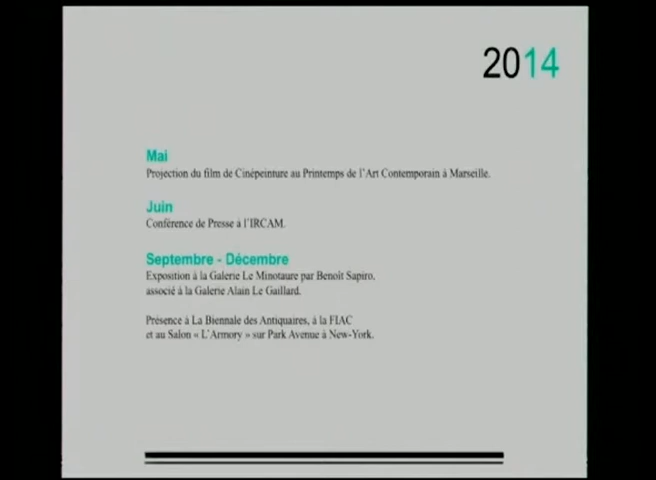 2014
Mai
Projection du film de Cinépeinture au Printemps de l'Art Contemporain à Marseille.
Juin
Conférence de Presse à l'IRCAM.
Septembre - Décembre
Exposition à la Galerie Le Minotaure par Benoît Sapiro,
associé à la Galerie Alain Le Gaillard.
Présence à La Biennale des Antiquaires, à la FIAC
et au Salon « L'Armory » sur Park Avenue à New-York.